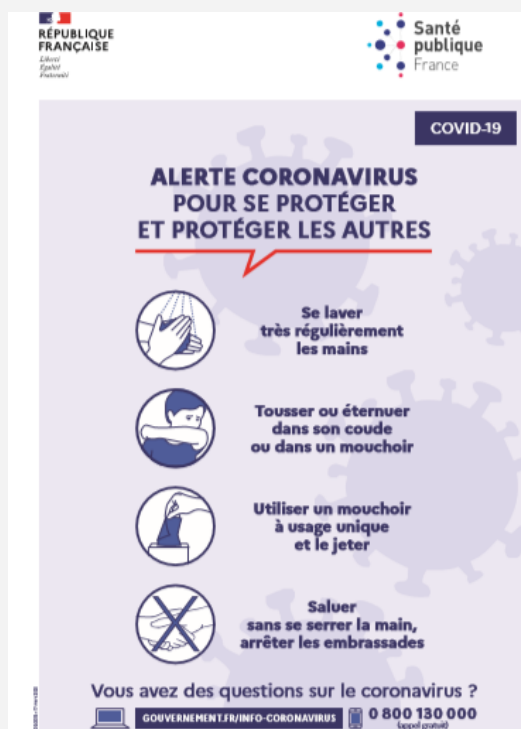 RÉPUBLIQUE
FRANÇAISE
Liberté
Égalité
Fraternité
Santé
publique
France
COVID-19
ALERTE CORONAVIRUS
POUR SE PROTÉGER
ET PROTÉGER LES AUTRES
Se laver
très régulièrement
les mains
Tousser ou éternuer
dans son coude
ou dans un mouchoir
Utiliser un mouchoir
à usage unique
et le jeter
Saluer
sans se serrer la main,
arrêter les embrassades
Vous avez des questions sur le coronavirus ?
GOUVERNEMENT.FR/INFO-CORONAVIRUS
0 800 130 000
(appel gratuit)